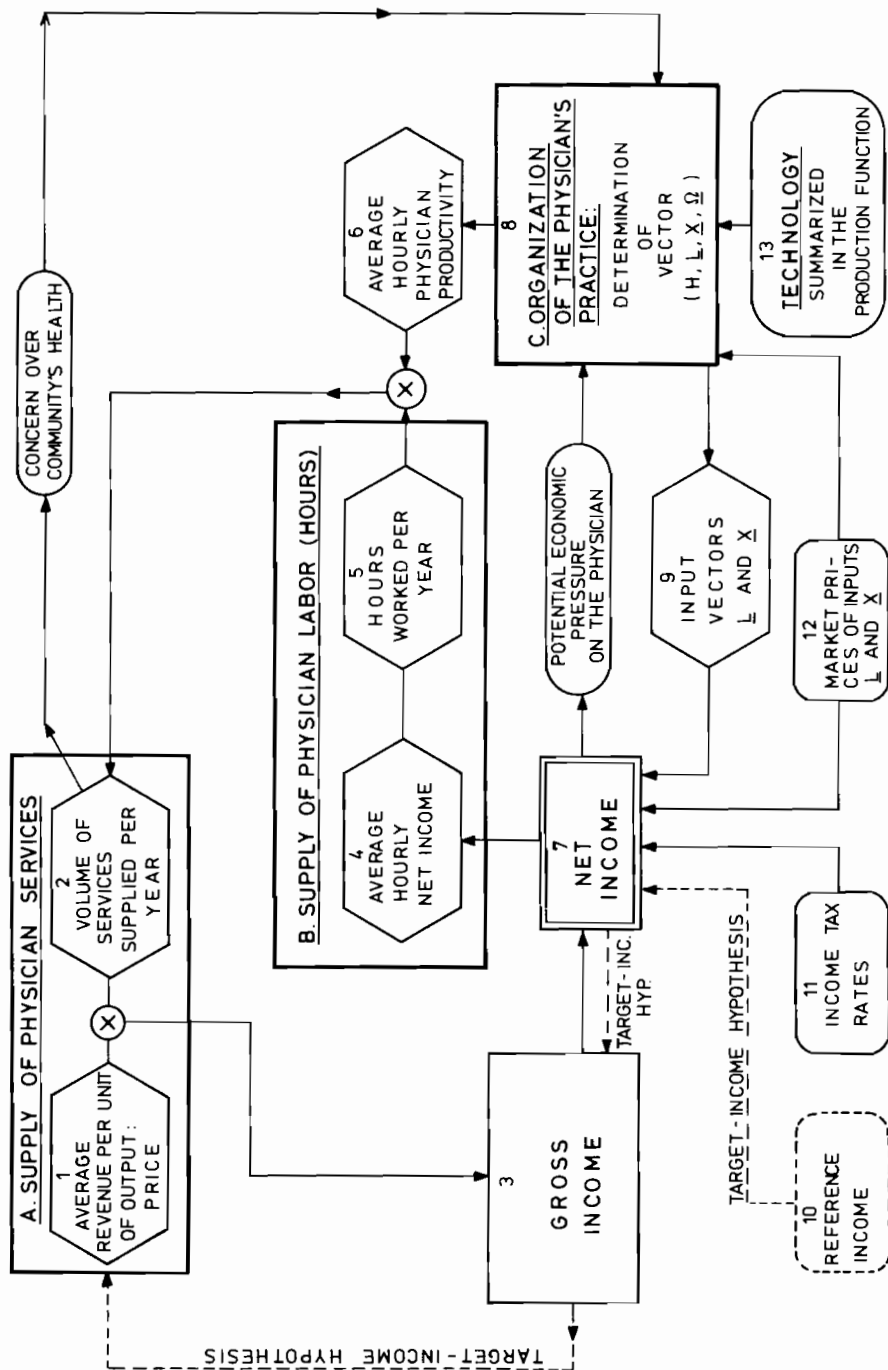 A. SUPPLY OF PHYSICIAN SERVICES
1
AVERAGE
REVENUE PER UNIT
OF OUTPUT:
PRICE
X
2
VOLUME OF
SERVICES
SUPPLIED PER
YEAR
CONCERN OVER
COMMUNITY'S HEALTH
TARGET-INCOME HYPOTHESIS
B. SUPPLY OF PHYSICIAN LABOR (HOURS)
4
AVERAGE
HOURLY
NET INCOME
5
HOURS
WORKED PER
YEAR
X
6
AVERAGE
HOURLY
PHYSICIAN
PRODUCTIVITY
3
GROSS
INCOME
TARGET-INC.
HYP.
7
NET
INCOME
POTENTIAL ECONOMIC
PRESSURE
ON THE PHYSICIAN
8
C. ORGANIZATION
OF THE PHYSICIAN'S
PRACTICE:
DETERMINATION
OF
VECTOR
(H, L, X, Ω)
9
INPUT
VECTORS
L AND X
TARGET-INCOME HYPOTHESIS
10
REFERENCE
INCOME
11
INCOME TAX
RATES
12
MARKET PRI-
CES OF INPUTS
L AND X
13
TECHNOLOGY
SUMMARIZED
IN THE
PRODUCTION FUNCTION